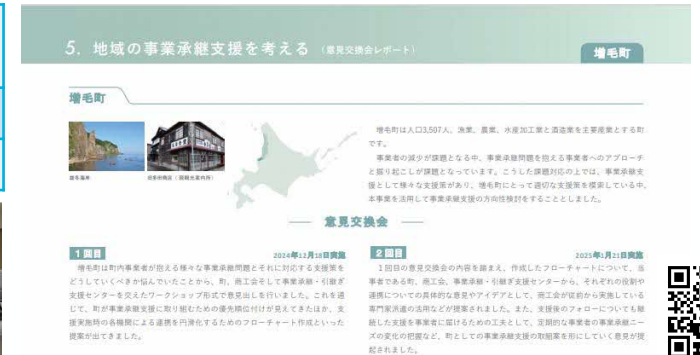 5. 地域の事業承継支援を考える （意見交換会レポート）
増毛町
増毛町
増毛町は人口3,507人、漁業、農業、水産加工業と酒造業を主要産業とする町
です。
事業者の減少が課題となる中、事業承継問題を抱える事業者へのアプローチ
と掘り起こしが課題となっています。こうした課題対応の上では、事業承継支
援として様々な支援策があり、増毛町にとって適切な支援策を模索している中、
本事業を活用して事業承継支援の方向性検討をすることとしました。
意見交換会
1回目
2024年12月18日実施
増毛町は町内事業者が抱える様々な事業承継問題とそれに対応する支援策を
どうしていくべきか悩んでいたことから、町、商工会そして事業承継・引継ぎ
支援センターを交えたワークショップ形式で意見出しを行いました。これを通
じて、町が事業承継支援に取り組むための優先順位付けが見えてきたほか、支
援実施時の各機関による連携を円滑化するためのフローチャート作成といった
提案が出てきました。
2回目
2025年1月21日実施
1回目の意見交換会の内容を踏まえ、作成したフローチャートについて、当
事者である町、商工会、事業承継・引継ぎ支援センターから、それぞれの役割や
連携についての具体的な意見やアイデアとして、商工会が従前から実施している
専門家派遣の活用などが提案されました。また、支援後のフォローについても継
続した支援を事業者に届けるための工夫として、定期的な事業者の事業承継ニー
ズの変化の把握など、町としての事業承継支援の取組案を形にしていく意見が提
起されました。